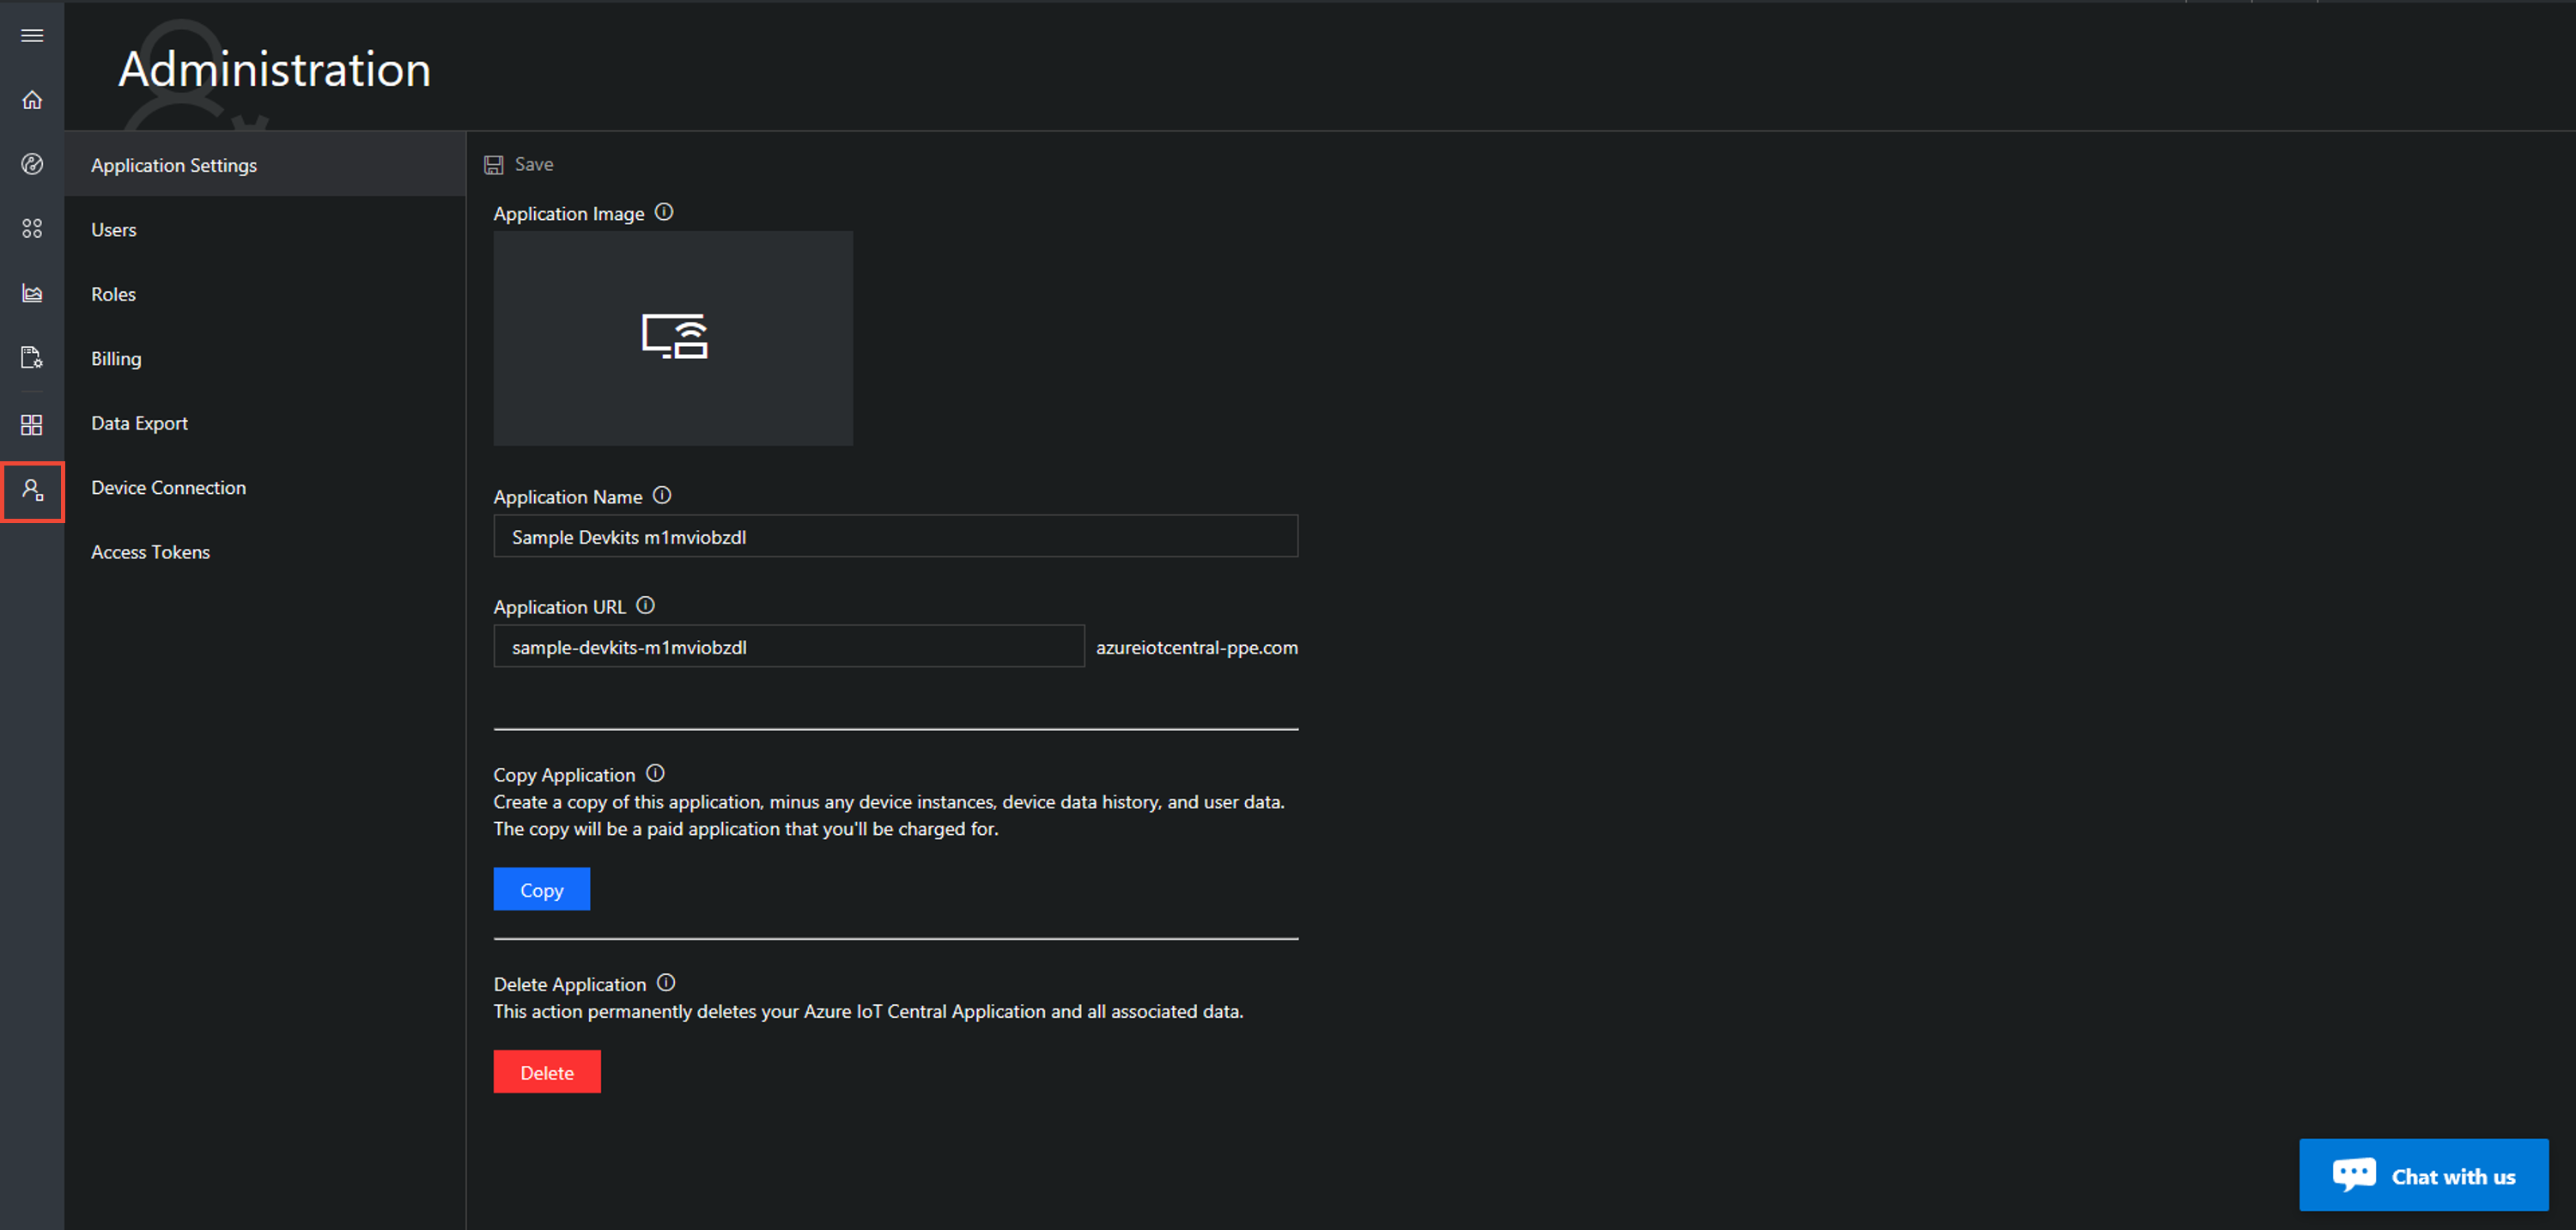 Administration
Application Settings
Users
Roles
Billing
Data Export
Device Connection
Access Tokens
Save
Application Image
Application Name
Sample Devkits m1mviobzdl
Application URL
sample-devkits-m1mviobzdl azureiotcentral-ppe.com
Copy Application
Create a copy of this application, minus any device instances, device data history, and user data.
The copy will be a paid application that you'll be charged for.
Copy
Delete Application
This action permanently deletes your Azure IoT Central Application and all associated data.
Delete
Chat with us